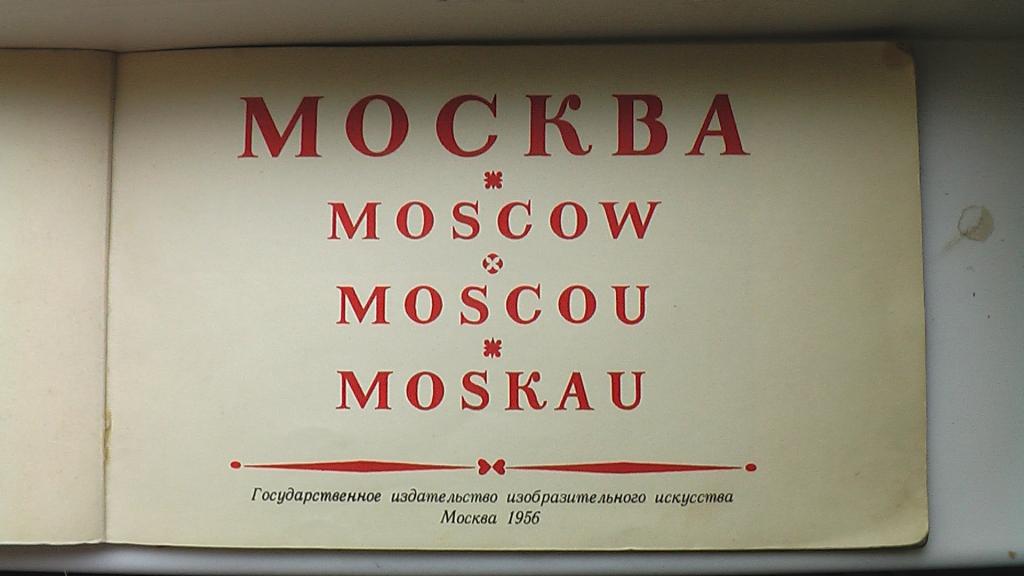 МОСКВА
MOSCOW
MOSCOU
MOSKAU
Государственное издательство изобразительного искусства
Москва 1956